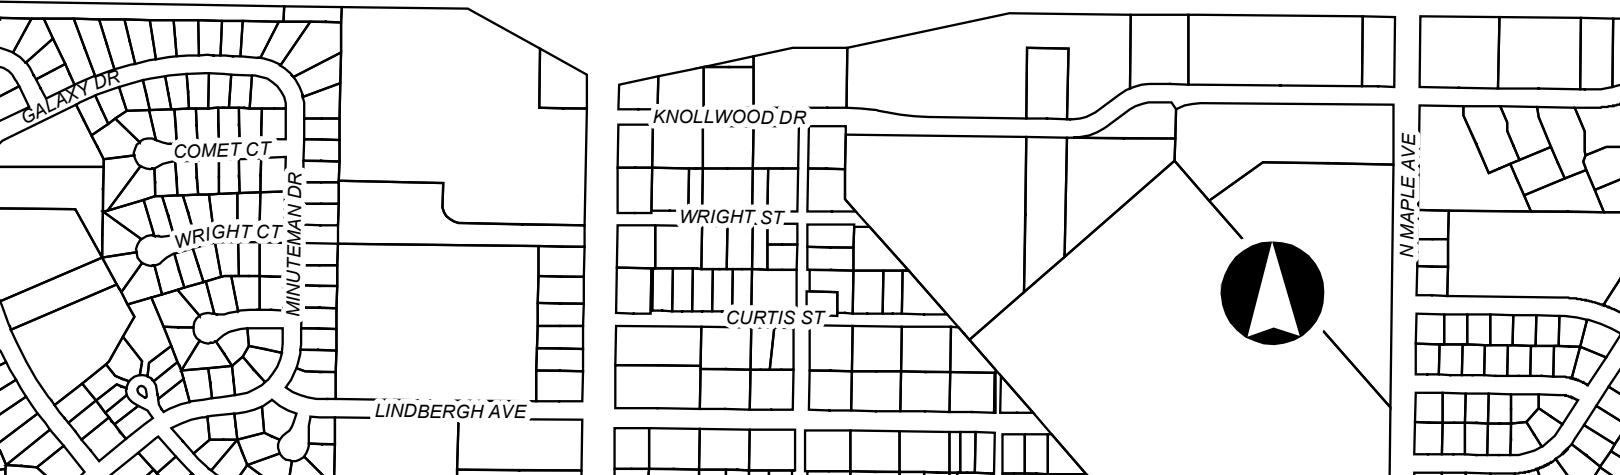 GALAXY DR
COMET CT
WRIGHT CT
MINUTEMAN DR
LINDBERGH AVE
KNOLLWOOD DR
WRIGHT ST
CURTIS ST
N MAPLE AVE